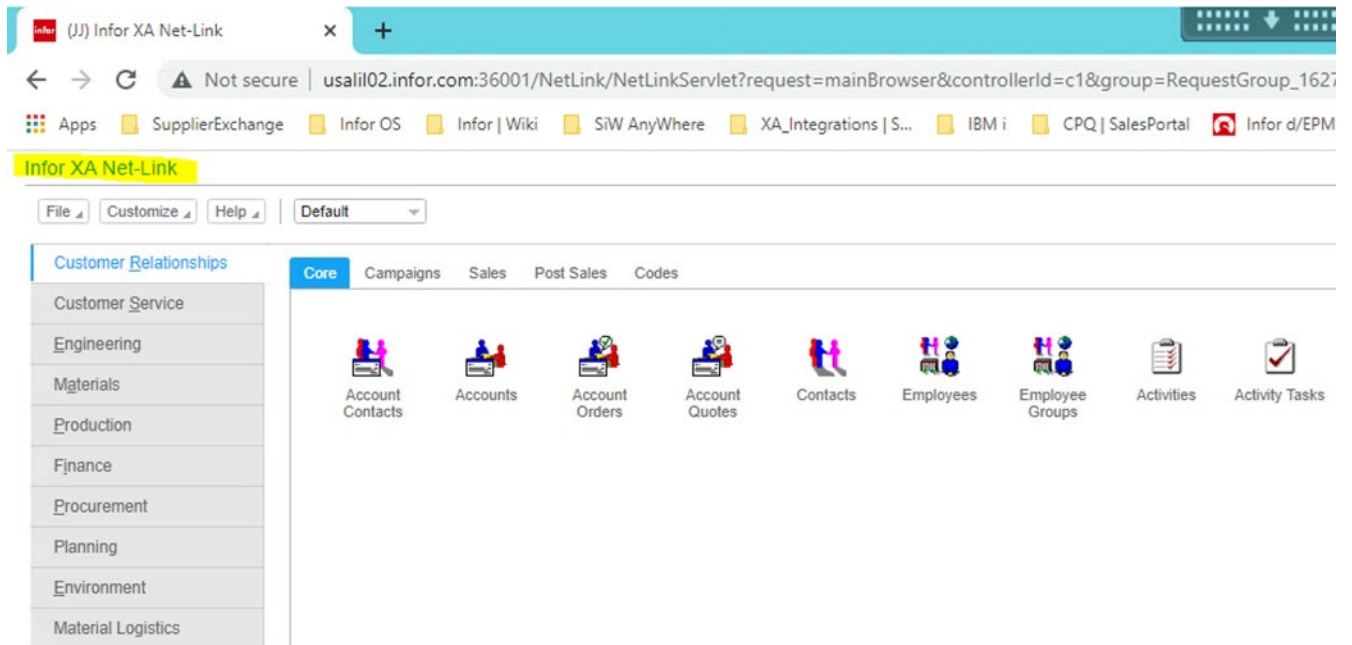 infor (JJ) Infor XA Net-Link
Not secure | usalil02.infor.com:36001/NetLink/NetLinkServlet?request=mainBrowser&controllerId=c1&group=RequestGroup_1627
Apps SupplierExchange Infor OS Infor | Wiki SiW AnyWhere XA_Integrations | S... IBM i CPQ | SalesPortal Infor d/EPM
Infor XA Net-Link
File Customize Help Default
Customer Relationships
Customer Service
Engineering
Materials
Production
Finance
Procurement
Planning
Environment
Material Logistics
Core Campaigns Sales Post Sales Codes
Account Contacts
Accounts
Account Orders
Account Quotes
Contacts
Employees
Employee Groups
Activities
Activity Tasks